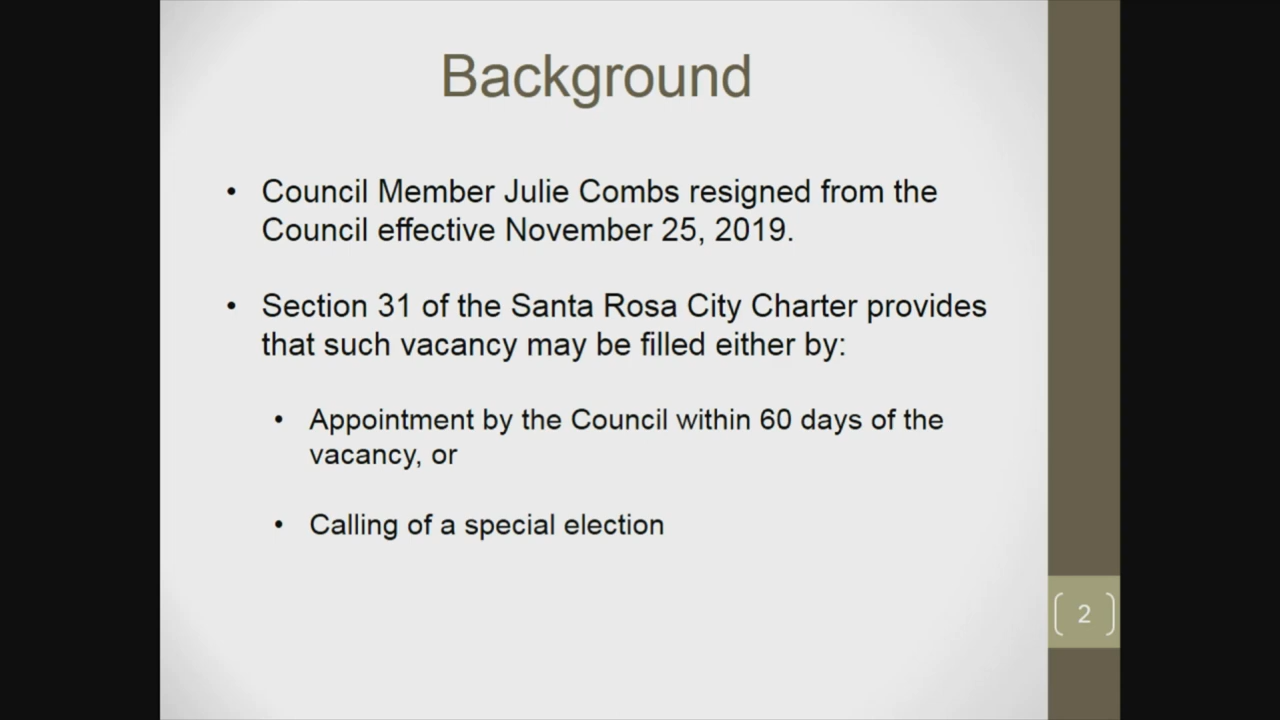 Background
• Council Member Julie Combs resigned from the
Council effective November 25, 2019.
• Section 31 of the Santa Rosa City Charter provides
that such vacancy may be filled either by:
• Appointment by the Council within 60 days of the
vacancy, or
• Calling of a special election
2